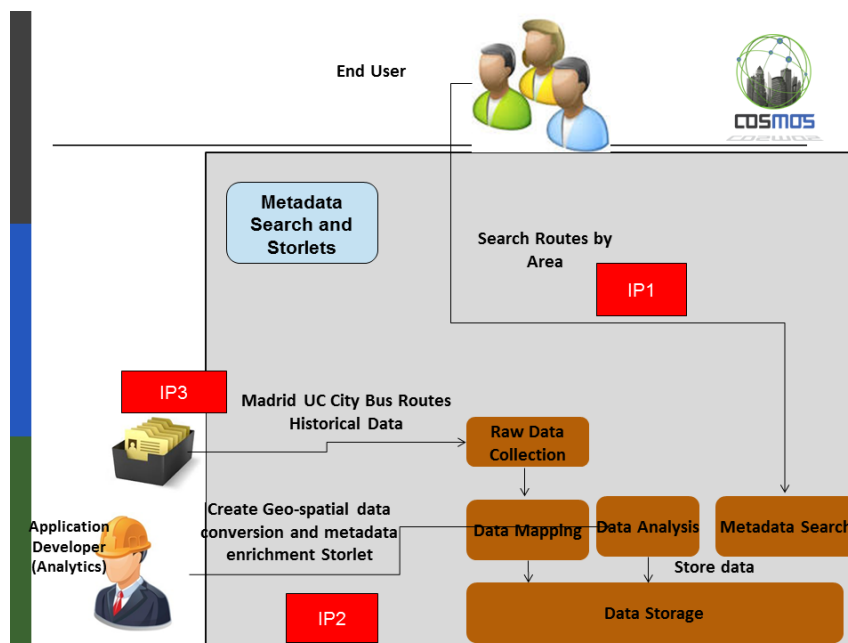 End User
COSMOS
Metadata
Search and
Storlets
Search Routes by
Area
IP1
IP3
Madrid UC City Bus Routes
Historical Data
Raw Data
Collection
Create Geo-spatial data
conversion and metadata
enrichment Storlet
Application
Developer
(Analytics)
Data Mapping
Data Analysis
Metadata Search
Store data
IP2
Data Storage